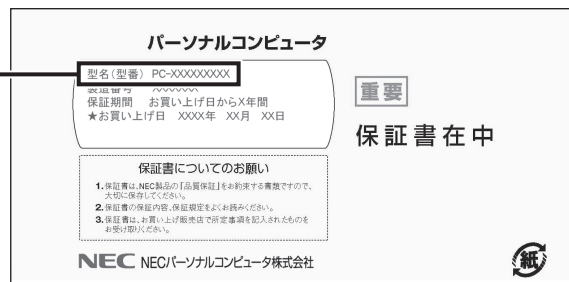 パーソナルコンピュータ
型名(型番) PC-XXXXXXXXX
製造番号 XXXXXXX
保証期間 お買い上げ日からX年間
★お買い上げ日 XXXX年 XX月 XX日
重要
保証書在中
保証書についてのお願い
1.保証書は、NEC製品の「品質保証」をお約束する書類ですので、
大切に保存してください。
2.保証書の保証内容、保証規定をよくお読みください。
3.保証書は、お買い上げ販売店で所定事項を記入されたものを
お受け取りください。
NEC NECパーソナルコンピュータ株式会社
紙